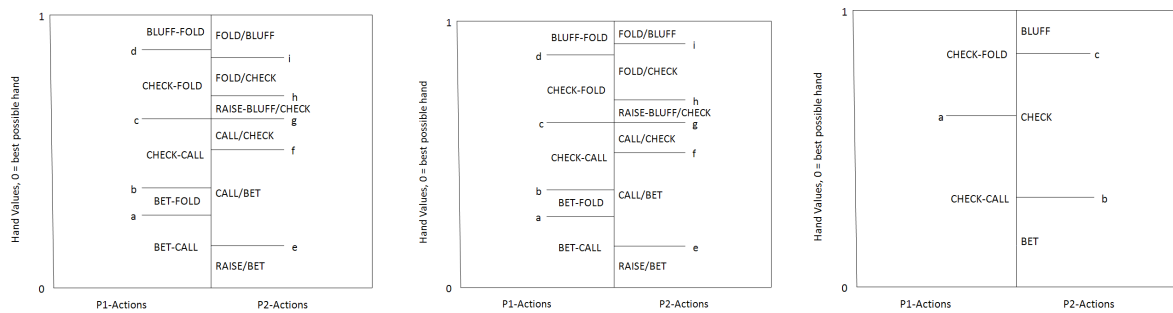 1
BLUFF-FOLD
FOLD/BLUFF
d
i
FOLD/CHECK
CHECK-FOLD
h
RAISE-BLUFF/CHECK
c
g
CALL/CHECK
f
CHECK-CALL
b
CALL/BET
BET-FOLD
a
BET-CALL
e
RAISE/BET
0
Hand Values, 0 = best possible hand
P1-Actions
P2-Actions
1
FOLD/BLUFF
BLUFF-FOLD
i
d
FOLD/CHECK
CHECK-FOLD
h
RAISE-BLUFF/CHECK
c
g
CALL/CHECK
f
CHECK-CALL
b
CALL/BET
BET-FOLD
a
BET-CALL
e
RAISE/BET
0
Hand Values, 0 = best possible hand
P1-Actions
P2-Actions
1
BLUFF
CHECK-FOLD
c
a
CHECK
CHECK-CALL
b
BET
0
Hand Values, 0 = best possible hand
P1-Actions
P2-Actions